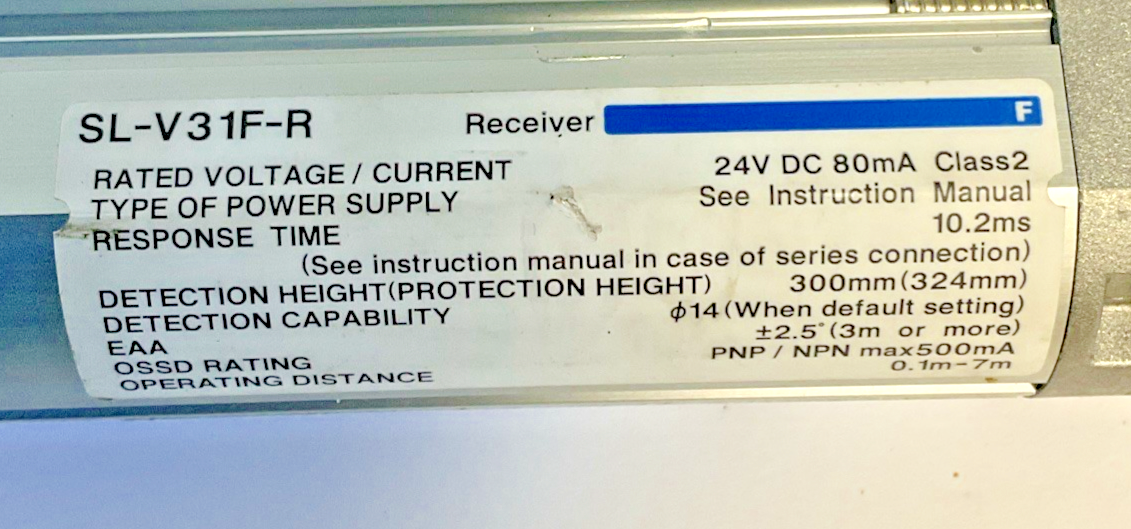 SL-V31F-R Receiver F
RATED VOLTAGE / CURRENT 24V DC 80mA Class2
TYPE OF POWER SUPPLY See Instruction Manual
RESPONSE TIME 10.2ms
(See instruction manual in case of series connection)
DETECTION HEIGHT(PROTECTION HEIGHT) 300mm(324mm)
DETECTION CAPABILITY ϕ14(When default setting)
EAA ±2.5°(3m or more)
OSSD RATING PNP / NPN max500mA
OPERATING DISTANCE 0.1m-7m